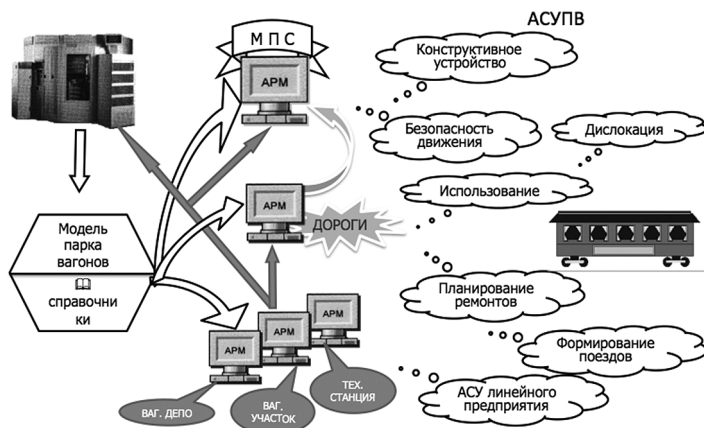 АСУПВ
М П С
АРМ
Конструктивное
устройство
Безопасность
движения
Дислокация
Использование
АРМ
ДОРОГИ
Модель
парка
вагонов
справочни
ки
Планирование
ремонтов
Формирование
поездов
АСУ линейного
предприятия
АРМ
АРМ
АРМ
ТЕХ.
СТАНЦИЯ
ВАГ.
УЧАСТОК
ВАГ. ДЕПО